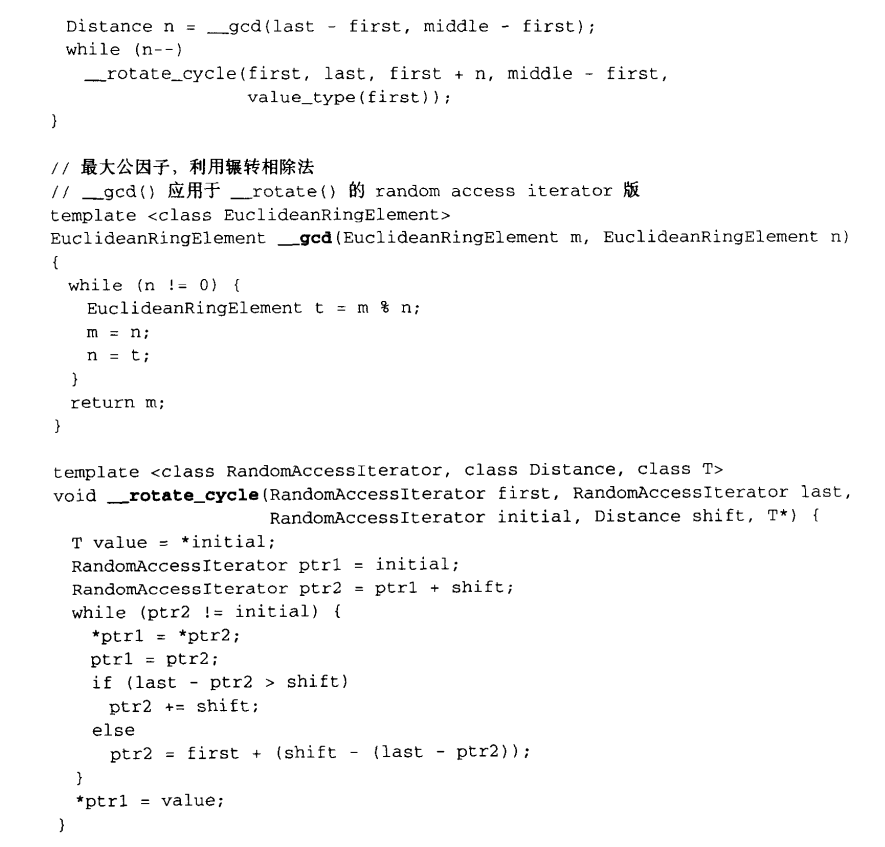 Distance n = __gcd(last - first, middle - first);
while (n--)
__rotate_cycle(first, last, first + n, middle - first,
value_type(first));
}
// 最大公因子，利用辗转相除法
// __gcd() 应用于 __rotate() 的 random access iterator 版
template <class EuclideanRingElement>
EuclideanRingElement __gcd(EuclideanRingElement m, EuclideanRingElement n)
{
while (n != 0) {
EuclideanRingElement t = m % n;
m = n;
n = t;
}
return m;
}
template <class RandomAccessIterator, class Distance, class T>
void __rotate_cycle(RandomAccessIterator first, RandomAccessIterator last,
RandomAccessIterator initial, Distance shift, T*) {
T value = *initial;
RandomAccessIterator ptr1 = initial;
RandomAccessIterator ptr2 = ptr1 + shift;
while (ptr2 != initial) {
*ptr1 = *ptr2;
ptr1 = ptr2;
if (last - ptr2 > shift)
ptr2 += shift;
else
ptr2 = first + (shift - (last - ptr2));
}
*ptr1 = value;
}